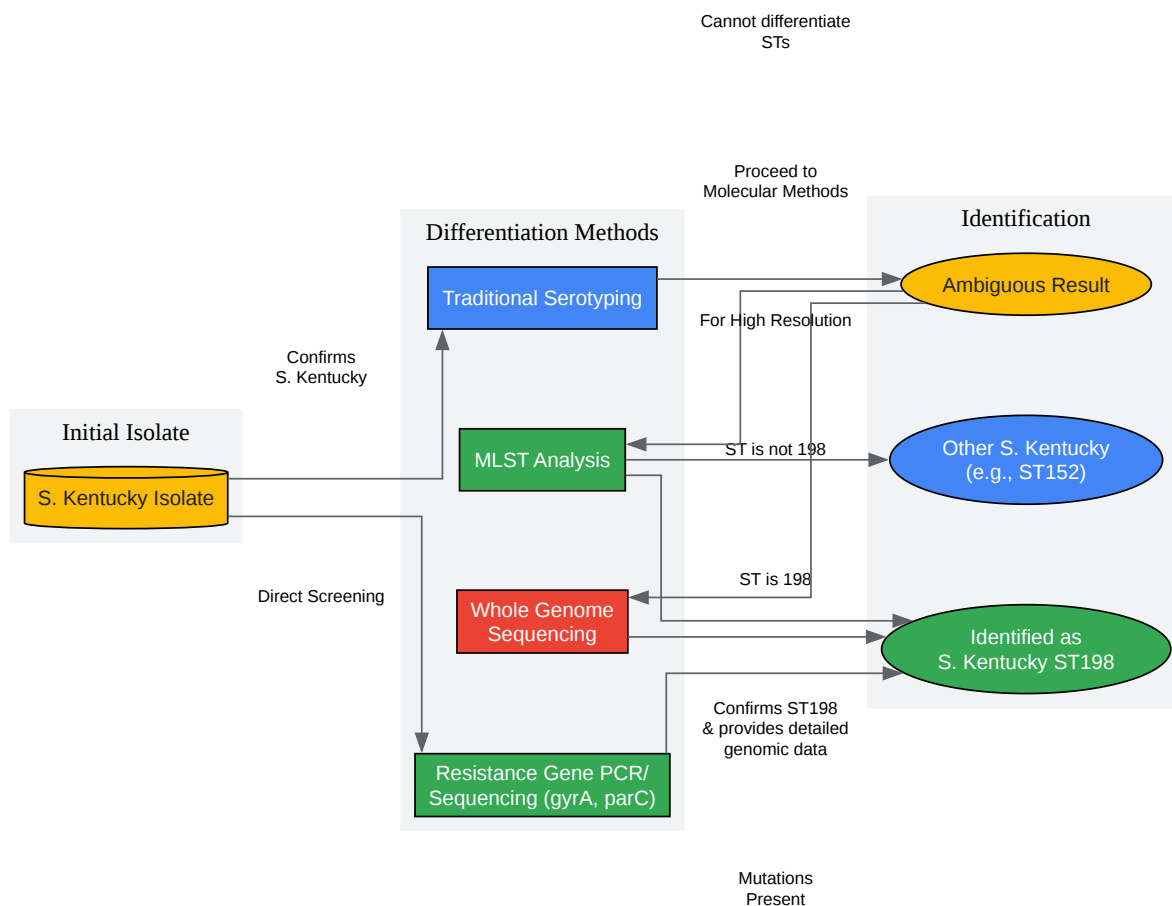 Cannot differentiate
STs
Proceed to
Molecular Methods
Differentiation Methods
Identification
Traditional Serotyping
Ambiguous Result
For High Resolution
Confirms
S. Kentucky
Initial Isolate
S. Kentucky Isolate
MLST Analysis
ST is not 198
Other S. Kentucky
(e.g., ST152)
Direct Screening
ST is 198
Whole Genome
Sequencing
Identified as
S. Kentucky ST198
Confirms ST198
& provides detailed
genomic data
Resistance Gene PCR/
Sequencing (gyrA, parC)
Mutations
Present